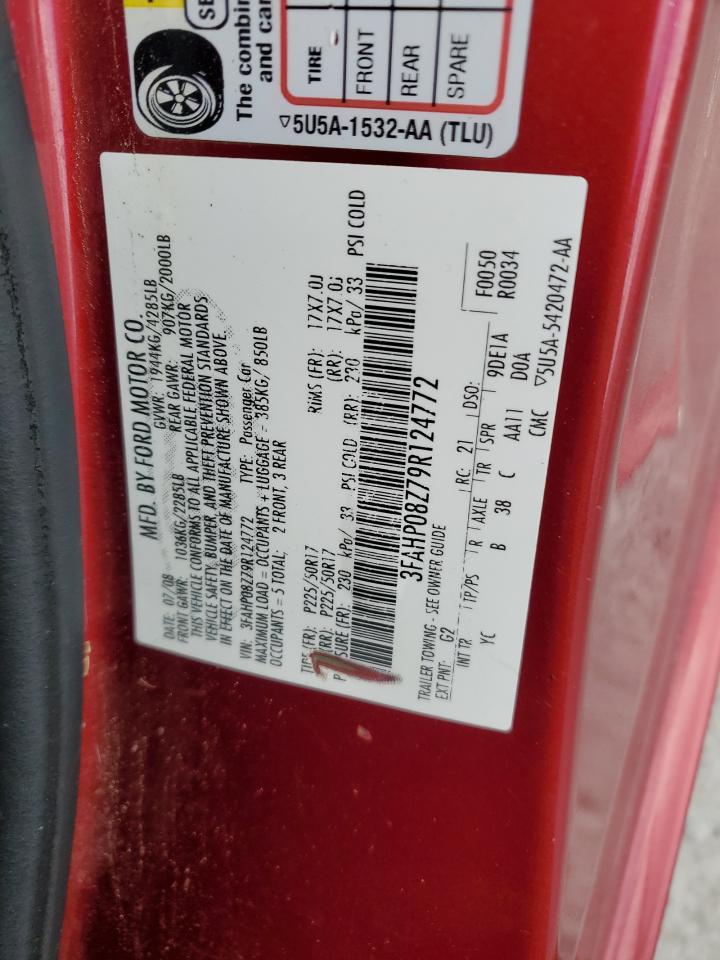 SE
The combin
and car
TIRE
FRONT
REAR
SPARE
▽5U5A-1532-AA (TLU)
MFD. BY FORD MOTOR CO.
DATE: 07/08 GVWR: 1944KG/4285LB
FRONT GAWR: 1036KG/2285LB REAR GAWR: 907KG/2000LB
THIS VEHICLE CONFORMS TO ALL APPLICABLE FEDERAL MOTOR
VEHICLE SAFETY, BUMPER, AND THEFT PREVENTION STANDARDS
IN EFFECT ON THE DATE OF MANUFACTURE SHOWN ABOVE.
VIN: 3FAHP08Z79R124772 TYPE: Passenger Car
MAXIMUM LOAD = OCCUPANTS + LUGGAGE = 385KG/ 850LB
OCCUPANTS = 5 TOTAL: 2 FRONT, 3 REAR
TIRE (FR): P225/50R17 RIMS (FR): 17X7.0J
(RR): P225/50R17 (RR): 17X7.0J
SURE (FR): 230 kPa/ 33 PSI COLD (RR): 230 kPa/ 33 PSI COLD
3FAHP08Z79R124772
TRAILER TOWING - SEE OWNER GUIDE
EXT PNT: G2 RC: 21 DSO: F0050
R0034
INT TR TP/PS R AXLE TR SPR 9DE1A
YC B 38 C AA11 D0A
CMC ▽5U5A-5420472-AA